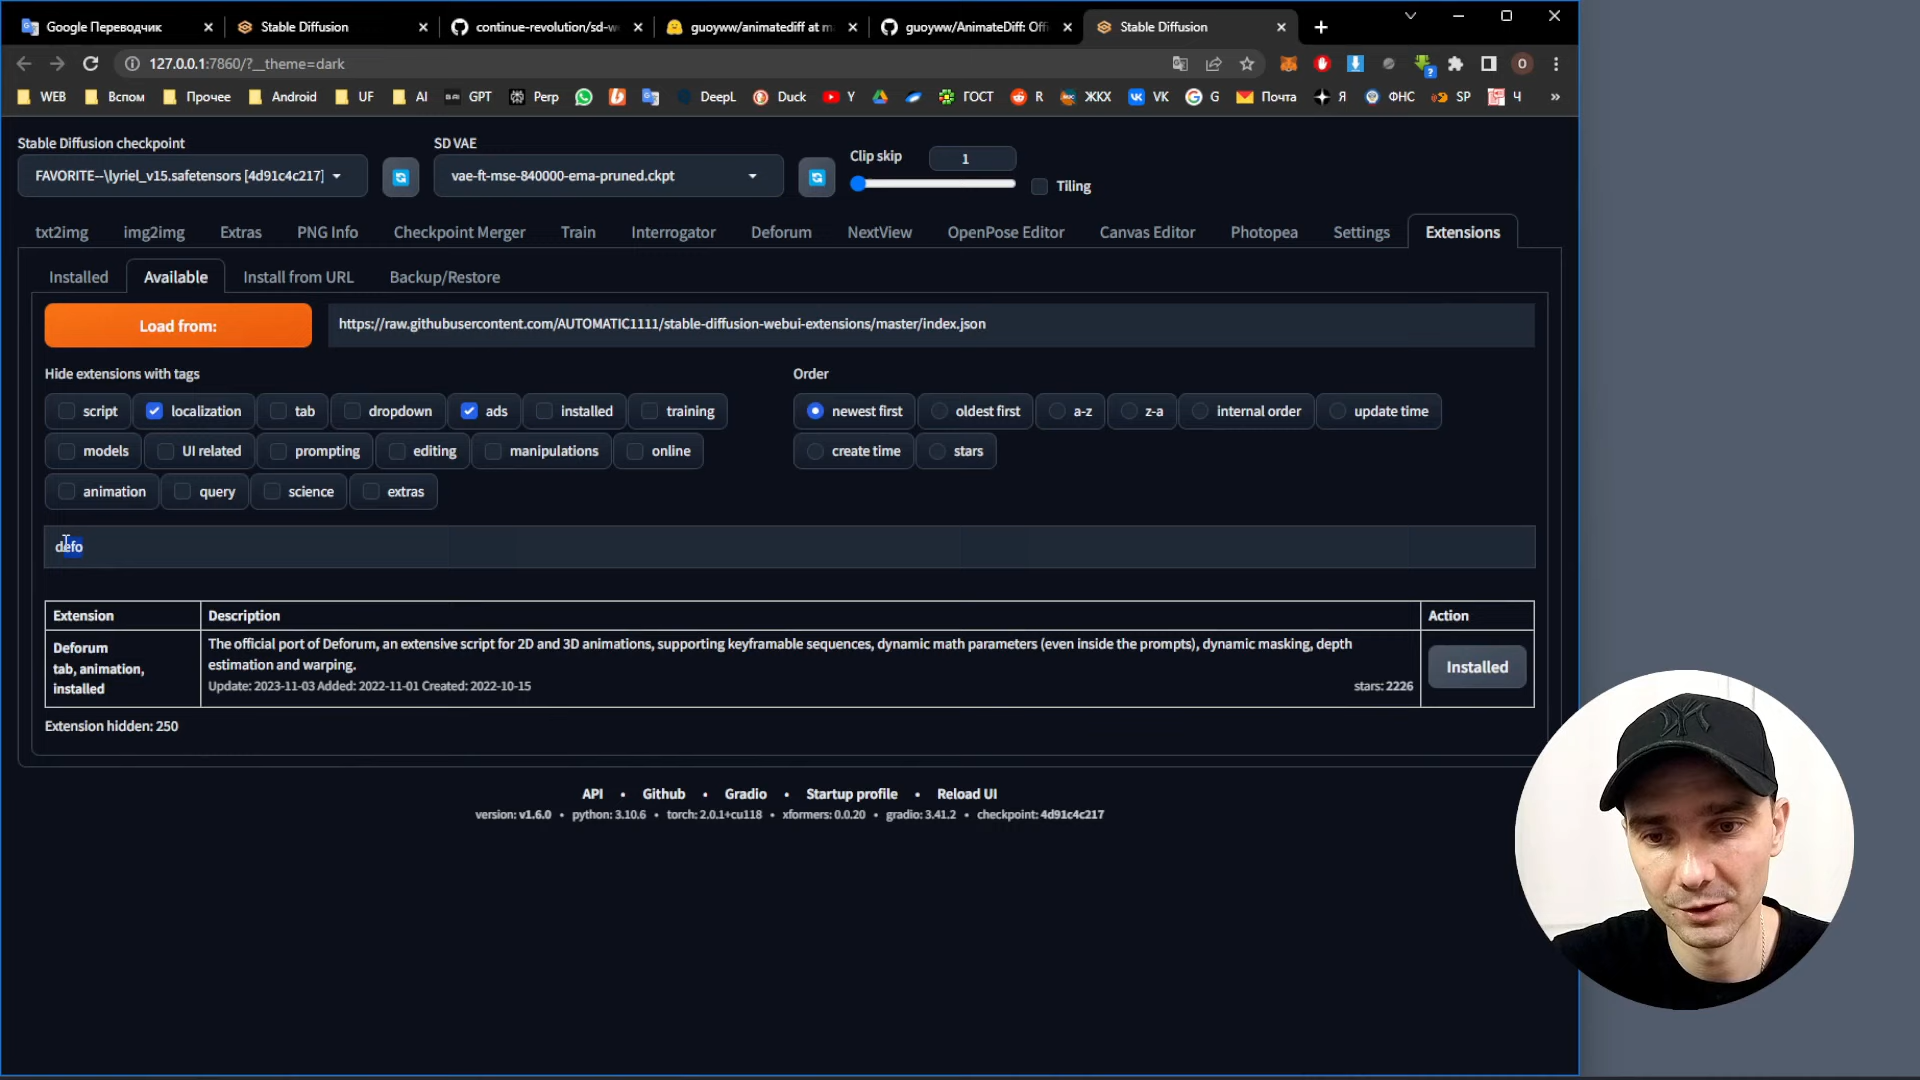 Google Переводчик
Stable Diffusion
continue-revolution/sd-w
guoyww/animatediff at m
guoyww/AnimateDiff: Offi
Stable Diffusion
127.0.0.1:7860/?__theme=dark
WEB Вспом Прочее Android UF AI GPT Perp DeepL Duck Y ГОСТ R ЖКХ VK G Почта Я ФНС SP Ч
Stable Diffusion checkpoint
SD VAE
Clip skip
1
FAVORITE--\lyriel_v15.safetensors [4d91c4c217]
vae-ft-mse-840000-ema-pruned.ckpt
Tiling
txt2img img2img Extras PNG Info Checkpoint Merger Train Interrogator Deforum NextView OpenPose Editor Canvas Editor Photopea Settings Extensions
Installed Available Install from URL Backup/Restore
Load from:
https://raw.githubusercontent.com/AUTOMATIC1111/stable-diffusion-webui-extensions/master/index.json
Hide extensions with tags
Order
script localization tab dropdown ads installed training
newest first oldest first a-z z-a internal order update time
models UI related prompting editing manipulations online
create time stars
animation query science extras
defo
Extension Description Action
Deforum
tab, animation,
installed
The official port of Deforum, an extensive script for 2D and 3D animations, supporting keyframable sequences, dynamic math parameters (even inside the prompts), dynamic masking, depth
estimation and warping.
Update: 2023-11-03 Added: 2022-11-01 Created: 2022-10-15
stars: 2226
Installed
Extension hidden: 250
API • Github • Gradio • Startup profile • Reload UI
version: v1.6.0 • python: 3.10.6 • torch: 2.0.1+cu118 • xformers: 0.0.20 • gradio: 3.41.2 • checkpoint: 4d91c4c217